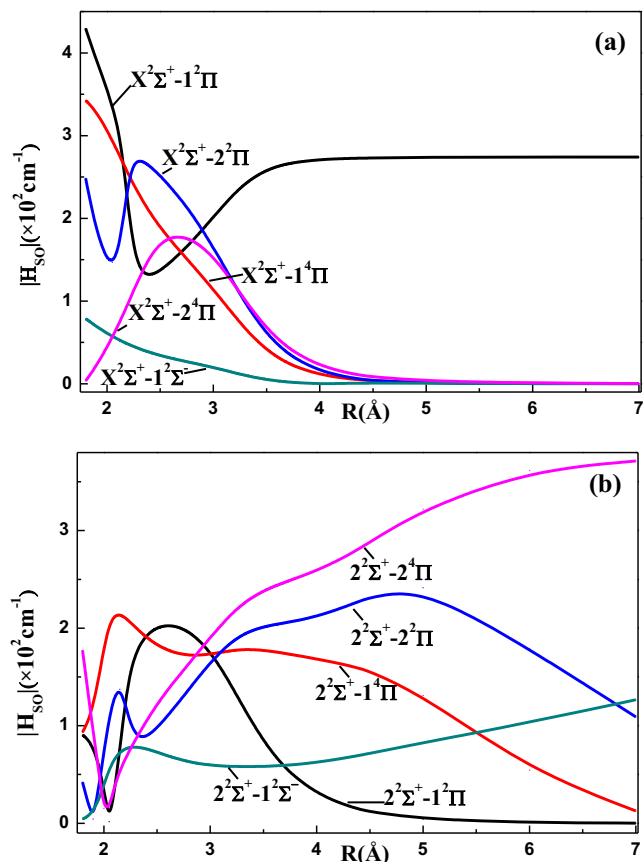 (a)
4
X²Σ⁺-1²Π
3
X²Σ⁺-2²Π
|H_SO|(×10²cm⁻¹)
2
X²Σ⁺-1⁴Π
1
X²Σ⁺-2⁴Π
X²Σ⁺-1²Σ⁻
0
2 3 4 5 6 7
R(Å)
(b)
3
2²Σ⁺-2⁴Π
|H_SO|(×10²cm⁻¹)
2
2²Σ⁺-2²Π
2²Σ⁺-1⁴Π
1
2²Σ⁺-1²Σ⁻
2²Σ⁺-1²Π
0
2 3 4 5 6 7
R(Å)